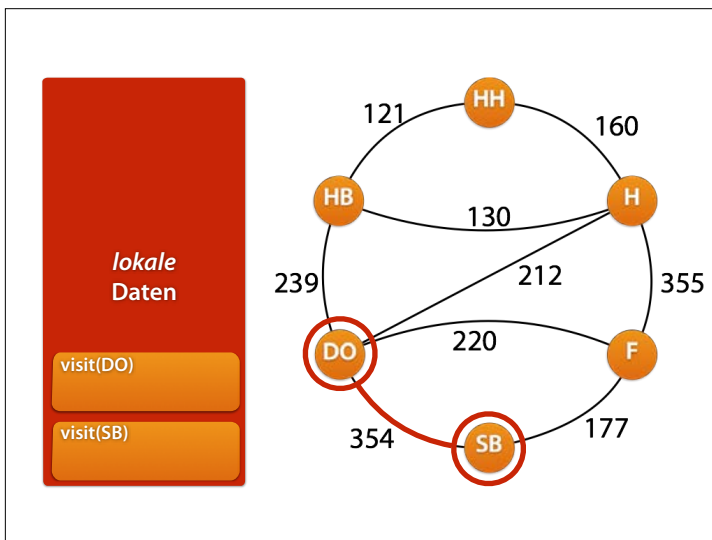 lokale
Daten
visit(DO)
visit(SB)
HH
121
160
HB
H
130
239
212
355
DO
220
F
354
177
SB